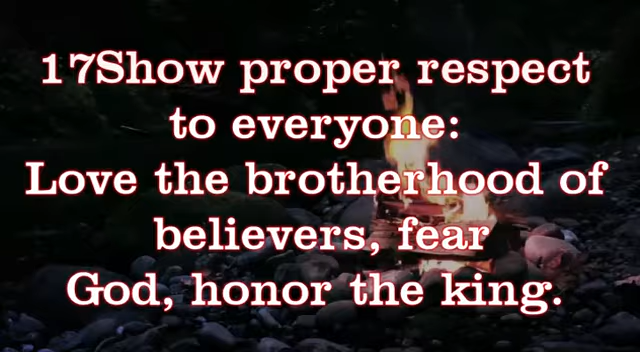 17Show proper respect
to everyone:
Love the brotherhood of
believers, fear
God, honor the king.